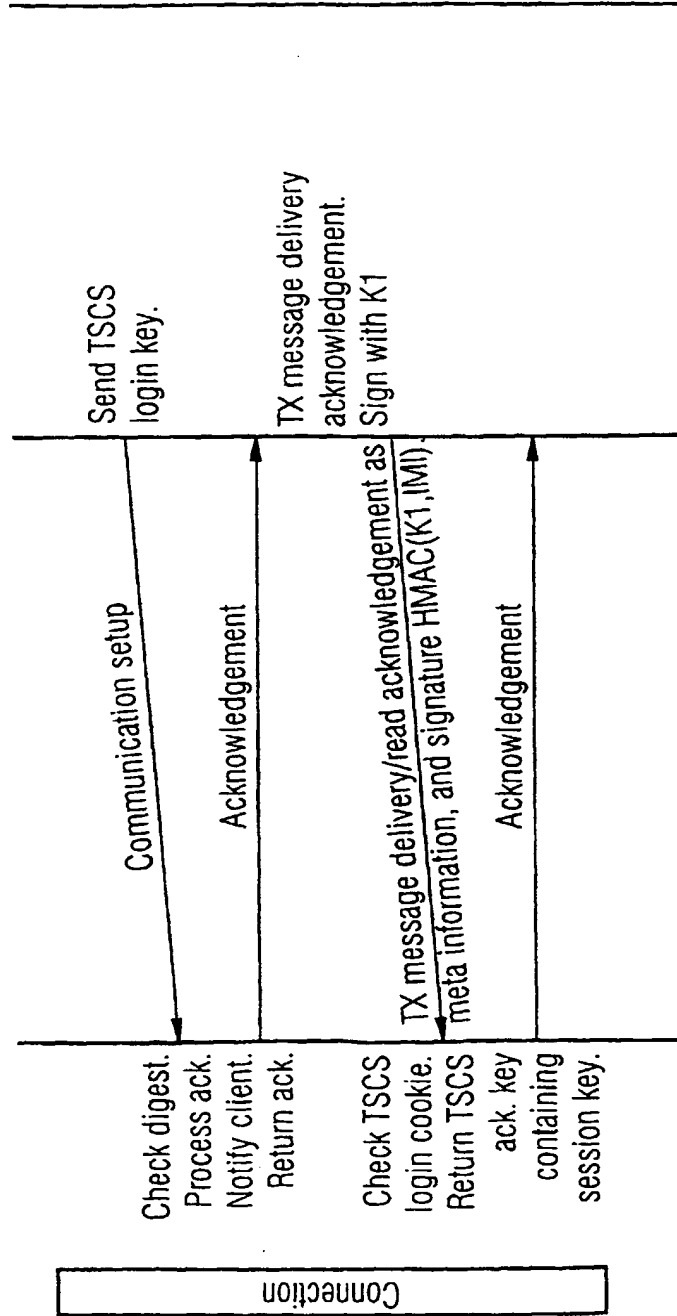 Connection
Send TSCS
login key.
Communication setup
Check digest.
Process ack.
Notify client.
Return ack.
Acknowledgement
TX message delivery
acknowledgement.
Sign with K1
TX message delivery/read acknowledgement as
meta information, and signature HMAC(K1,IMI).
Check TSCS
login cookie.
Return TSCS
ack. key
containing
session key.
Acknowledgement